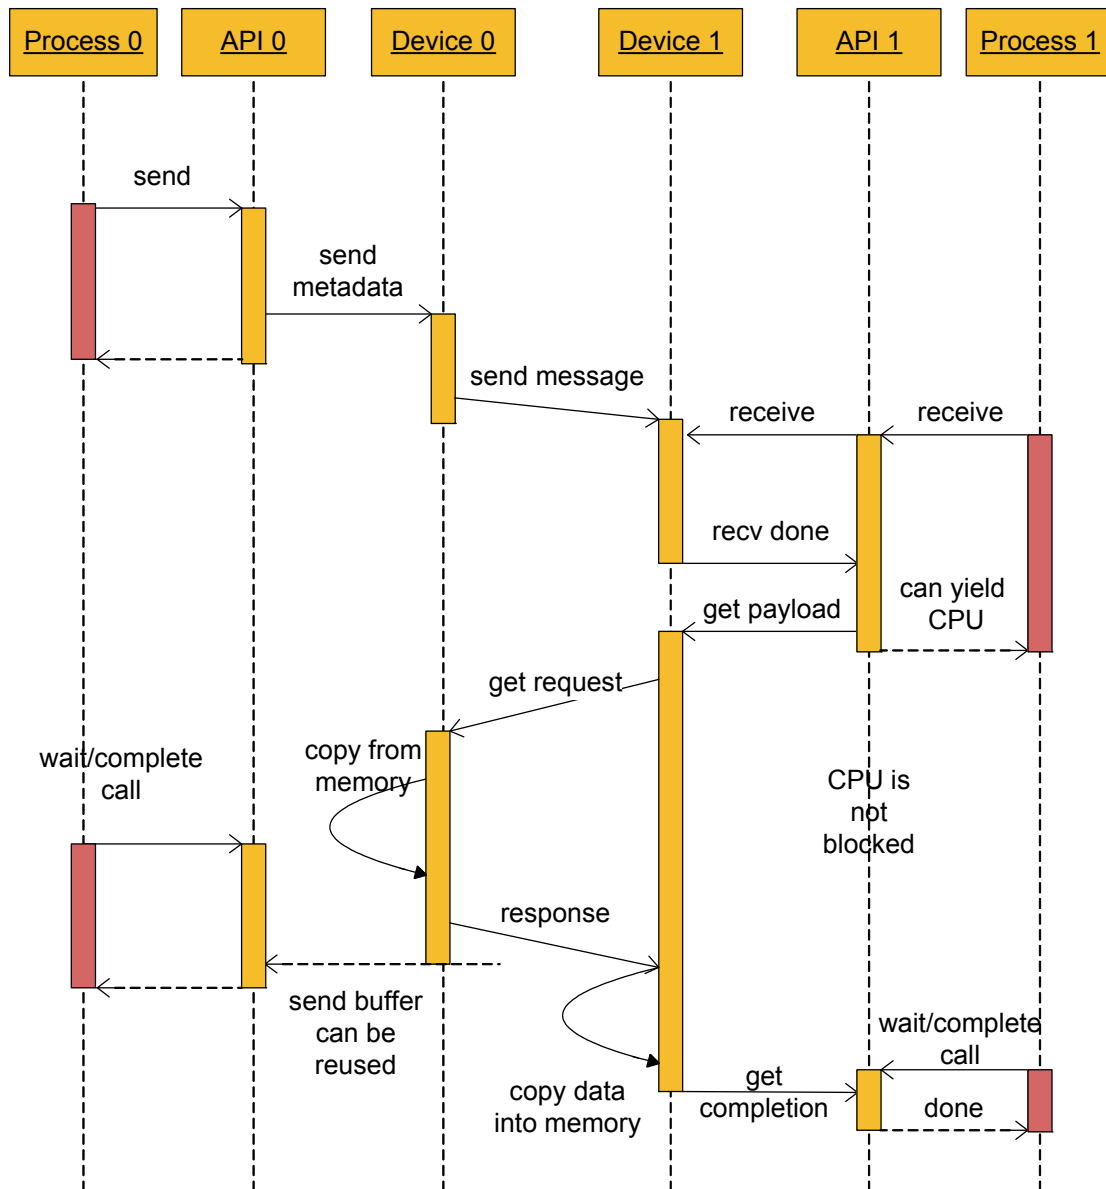 Process 0
API 0
Device 0
Device 1
API 1
Process 1
send
send
metadata
send message
receive
receive
recv done
can yield
CPU
get payload
get request
copy from
memory
wait/complete
call
CPU is
not
blocked
response
send buffer
can be
reused
wait/complete
call
copy data
into memory
get
completion
done